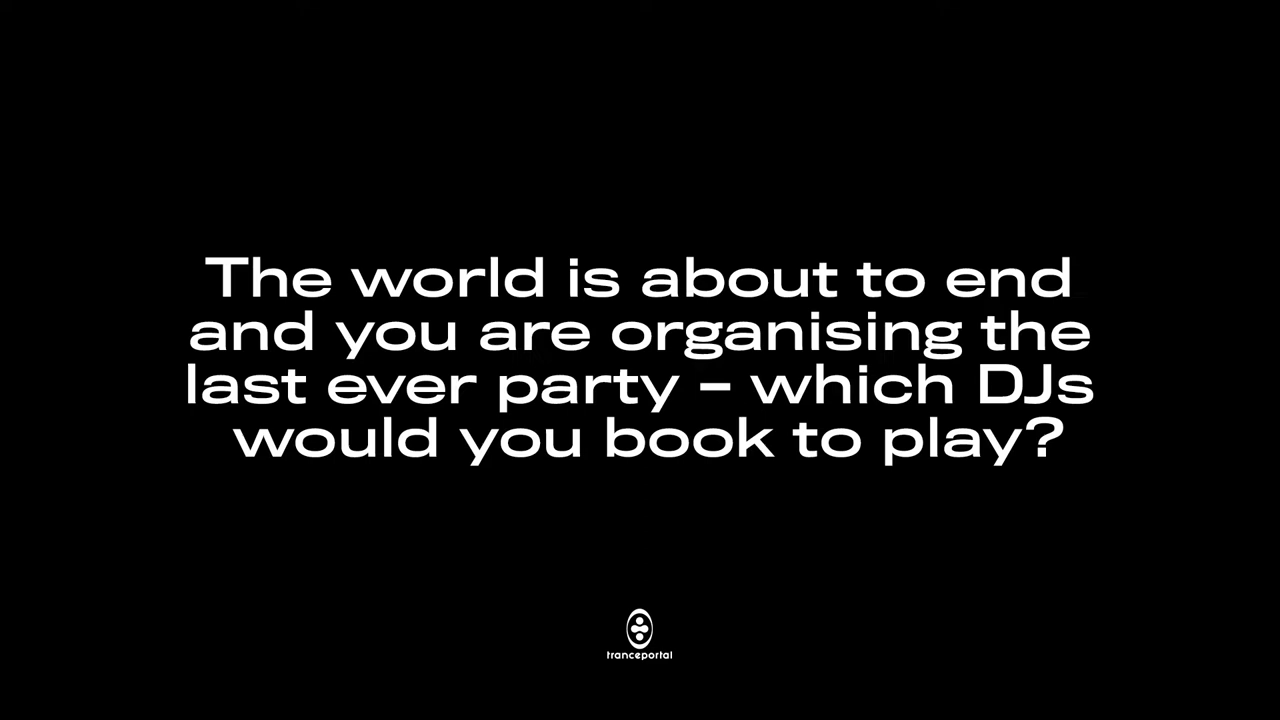 The world is about to end
and you are organising the
last ever party – which DJs
would you book to play?
tranceportal